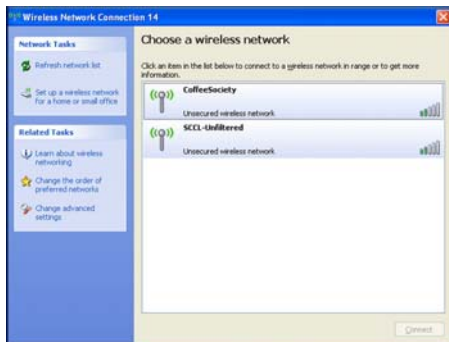 Wireless Network Connection 14
Network Tasks
Refresh network list
Set up a wireless network
for a home or small office
Related Tasks
Learn about wireless
networking
Change the order of
preferred networks
Change advanced
settings
Choose a wireless network
Click an item in the list below to connect to a wireless network in range or to get more
information.
CoffeeSociety
Unsecured wireless network
SCCL-Unfiltered
Unsecured wireless network
Connect